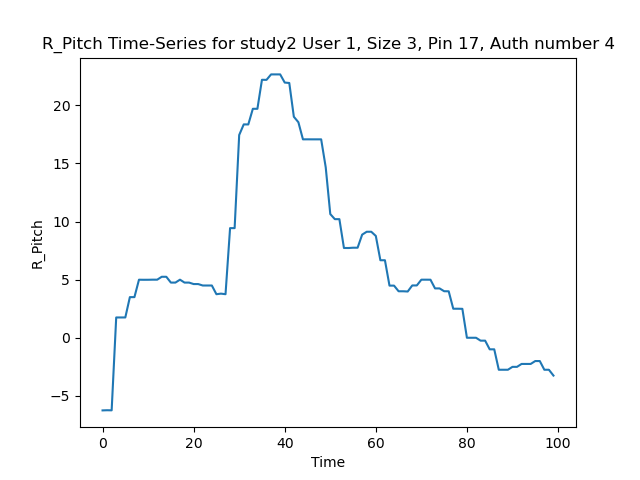 R_Pitch Time-Series for study2 User 1, Size 3, Pin 17, Auth number 4
R_Pitch
20
15
10
5
0
−5
0 20 40 60 80 100
Time